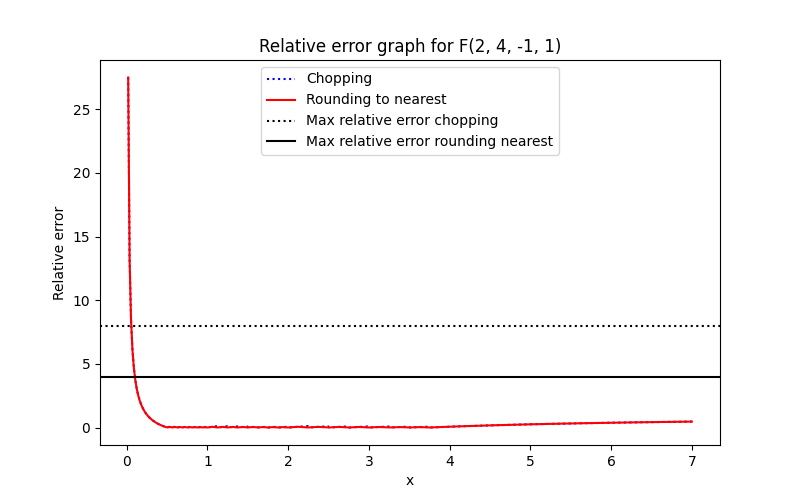 Relative error graph for F(2, 4, -1, 1)
Chopping
Rounding to nearest
Max relative error chopping
Max relative error rounding nearest
Relative error
25
20
15
10
5
0
0 1 2 3 4 5 6 7
x